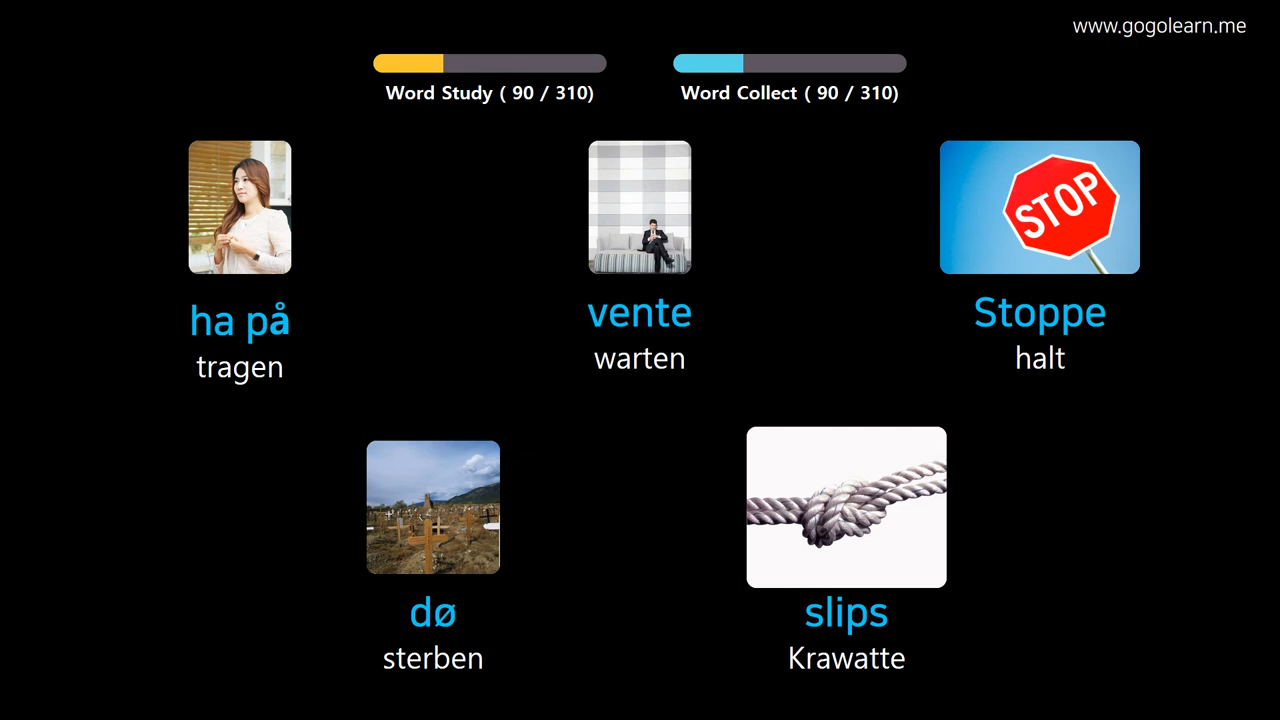 www.gogolearn.me
Word Study ( 90 / 310)
Word Collect ( 90 / 310)
STOP
ha på
tragen
vente
warten
Stoppe
halt
dø
sterben
slips
Krawatte